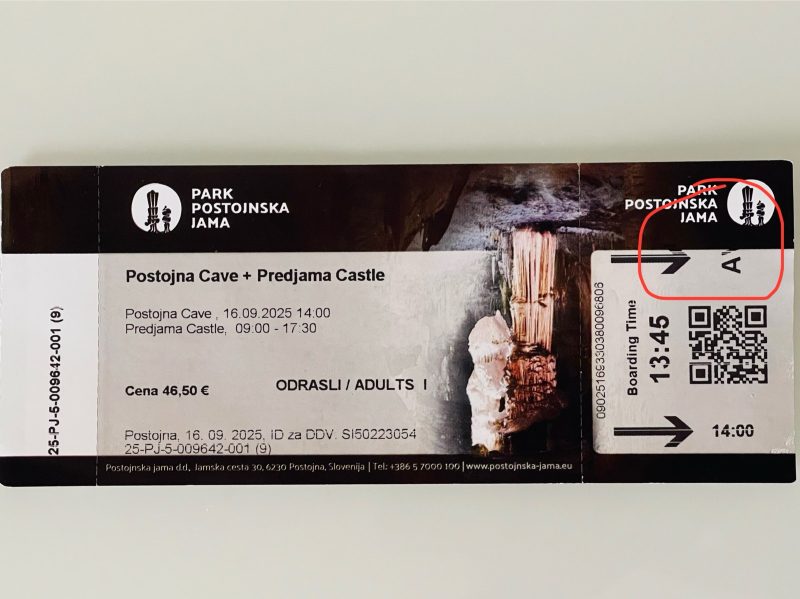 PARK
POSTOJNSKA
JAMA
25-PJ-5-009642-001 (9)
Postojna Cave + Predjama Castle
Postojna Cave , 16.09.2025 14:00
Predjama Castle, 09:00 - 17:30
Cena 46,50 €
ODRASLI / ADULTS I
Postojna, 16. 09. 2025, ID za DDV. SI50223054
25-PJ-5-009642-001 (9)
Postojnska jama d.d., Jamska cesta 30, 6230 Postojna, Slovenija | Tel: +386 5 7000 100 | www.postojnska-jama.eu
PARK
POSTOJNSKA
JAMA
Boarding Time
13:45
14:00